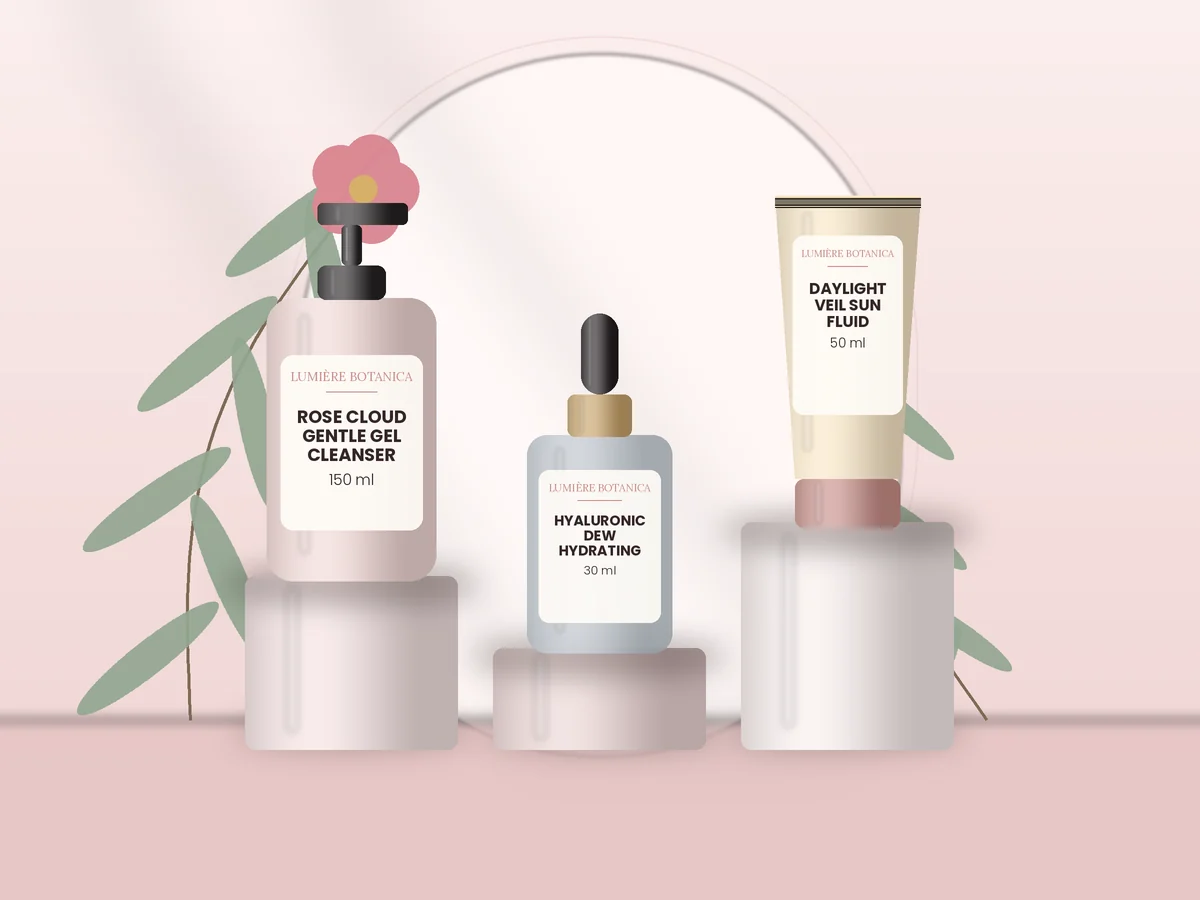 LUMIÈRE BOTANICA
ROSE CLOUD
GENTLE GEL
CLEANSER
150 ml
LUMIÈRE BOTANICA
HYALURONIC
DEW
HYDRATING
30 ml
LUMIÈRE BOTANICA
DAYLIGHT
VEIL SUN
FLUID
50 ml